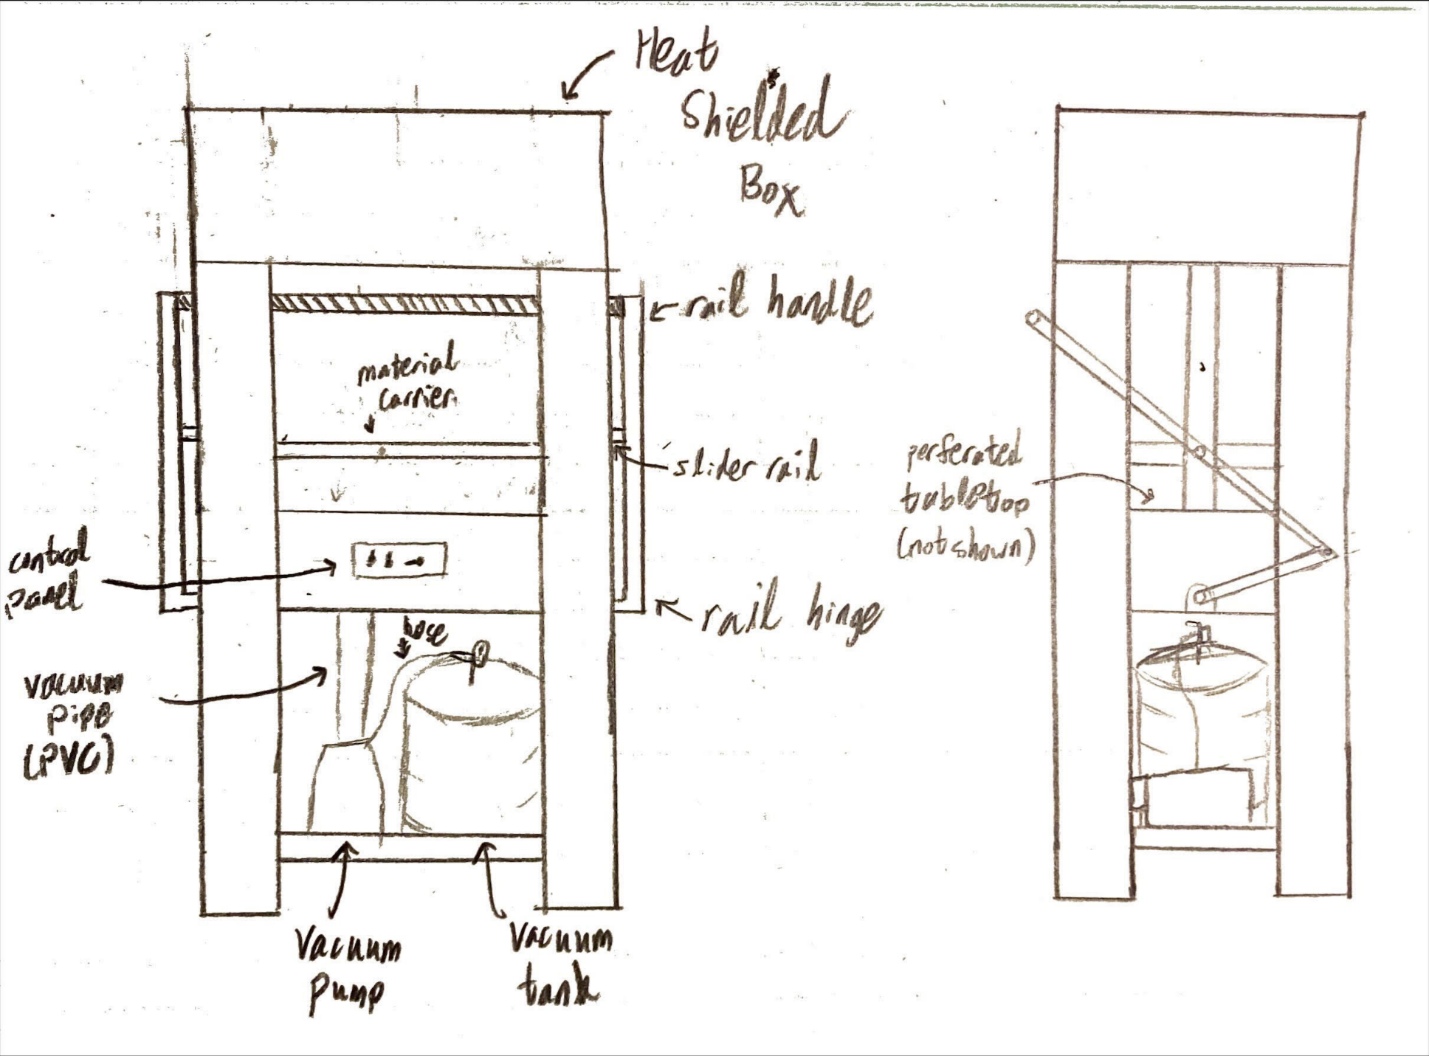 Heat
Shielded
Box
rail handle
material
carrier
slider rail
perferated
tabletop
(not shown)
control
panel
hose
rail hinge
vacuum
pipe
(PVC)
Vacuum
pump
Vacuum
tank